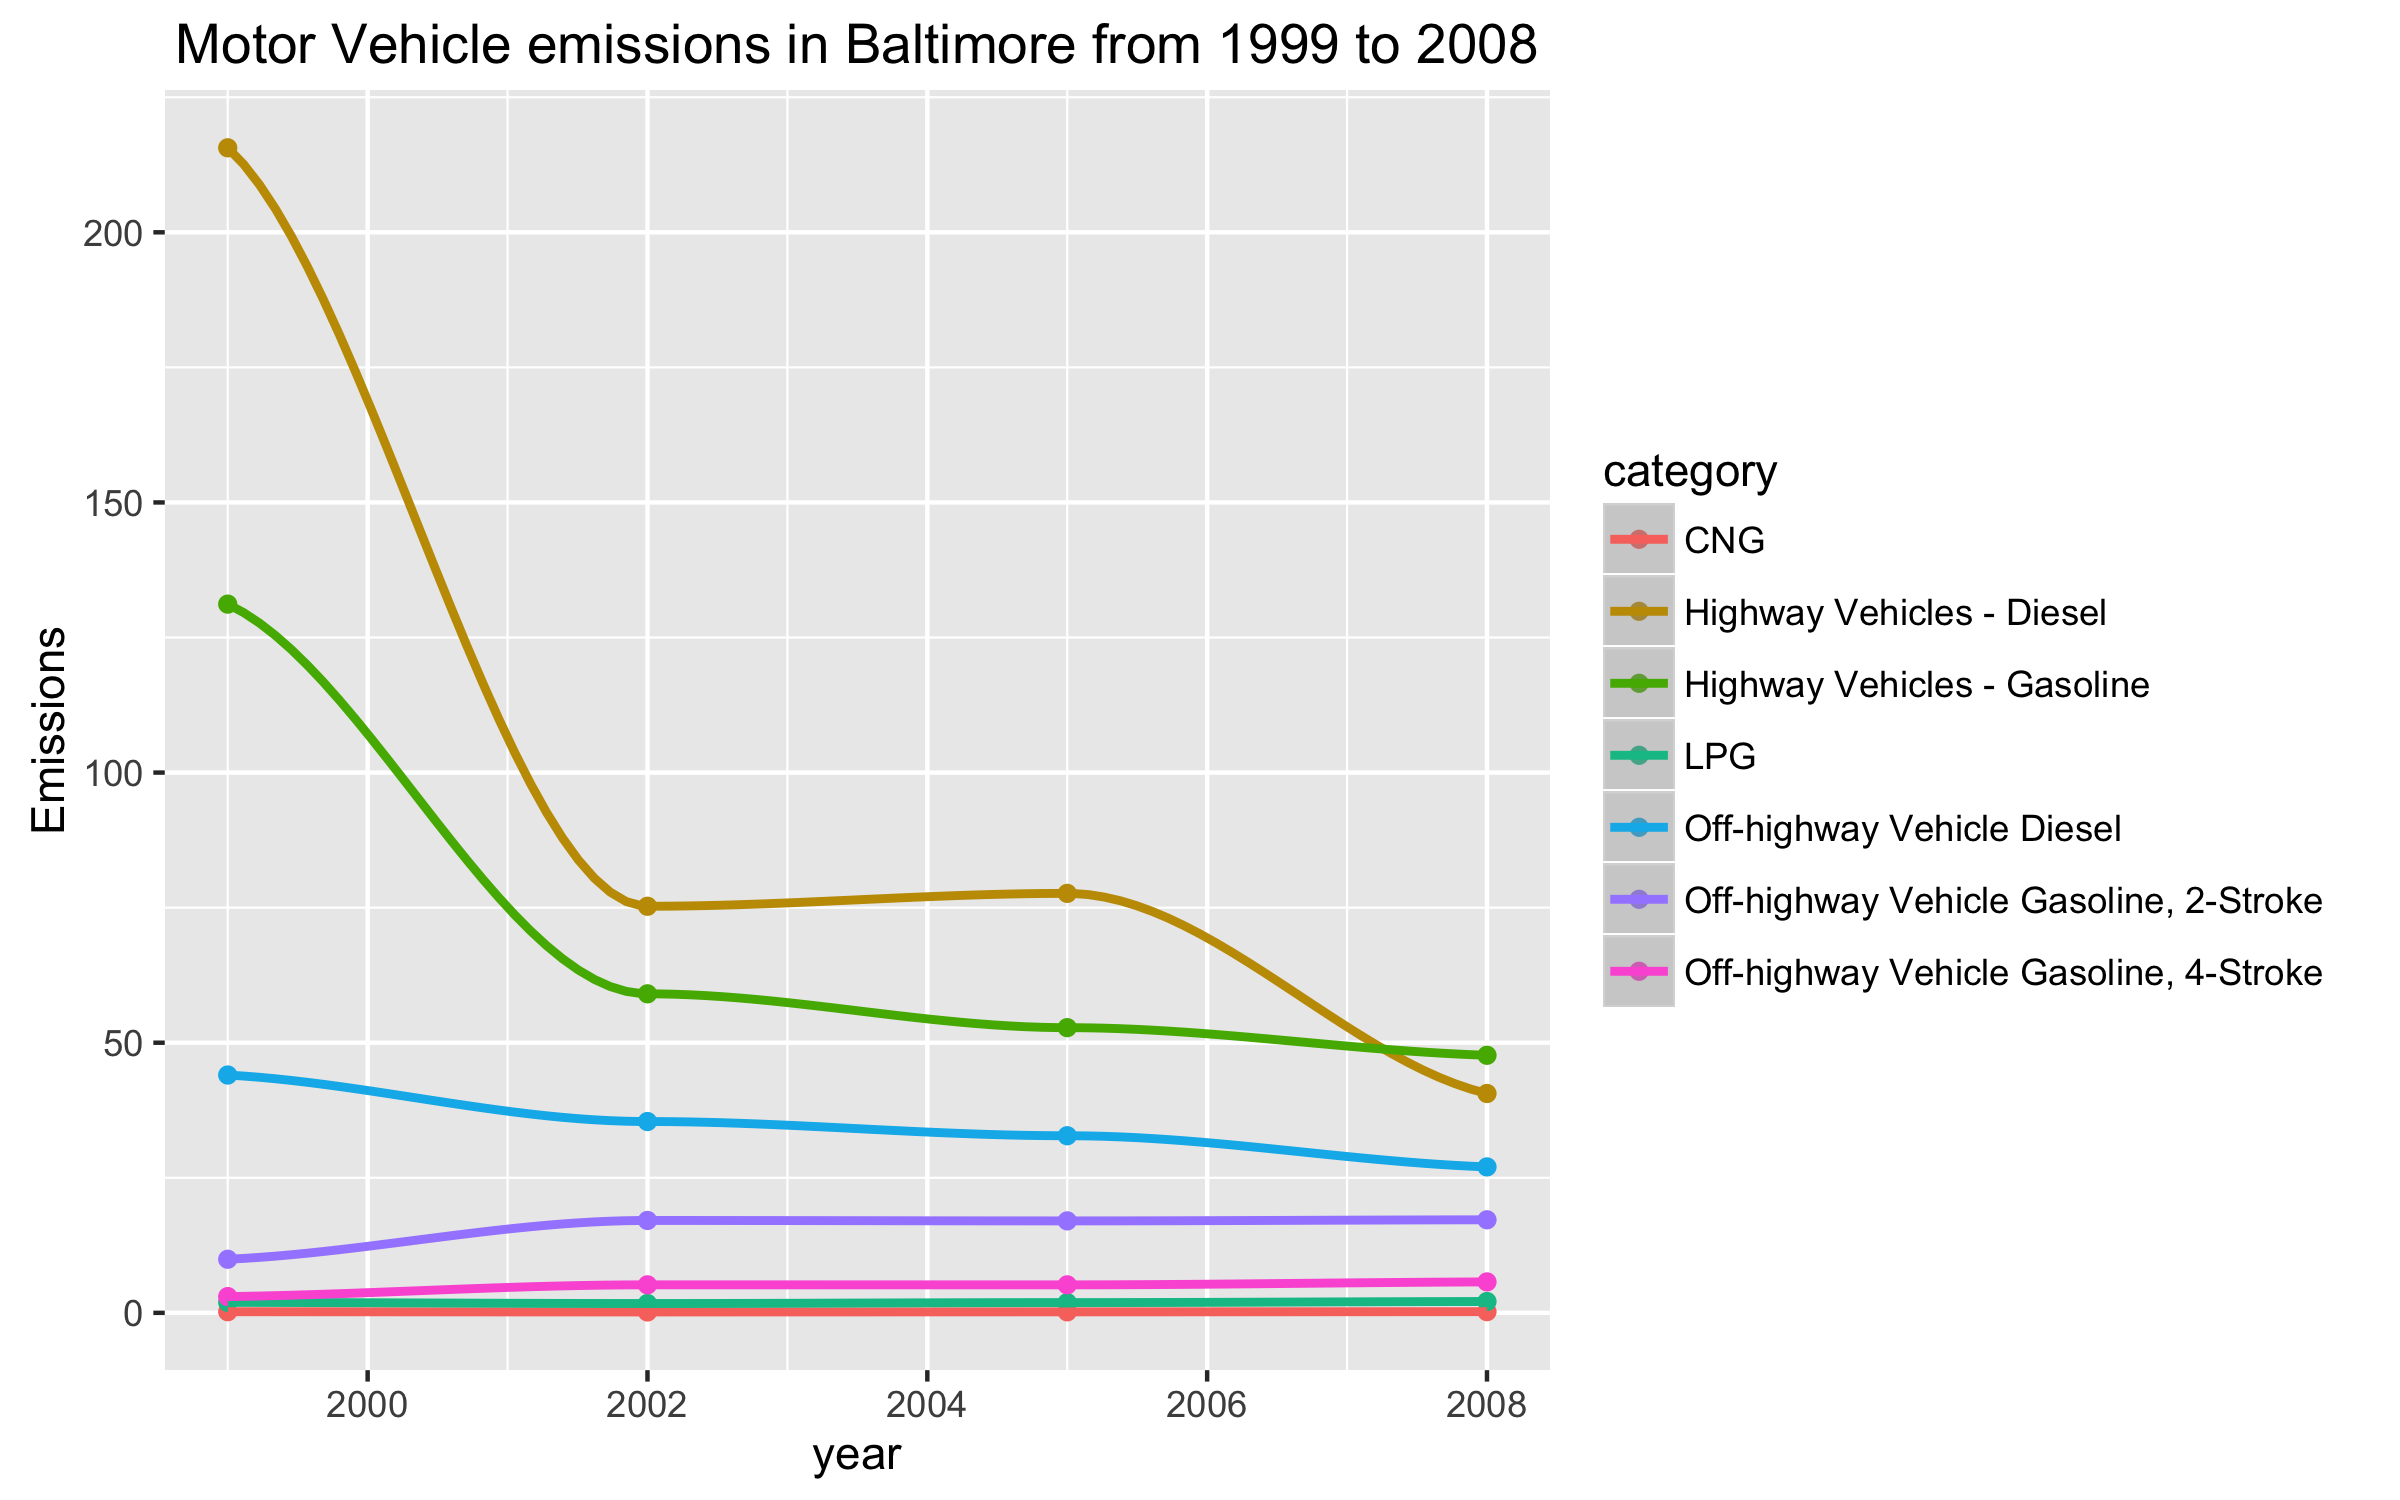 Motor Vehicle emissions in Baltimore from 1999 to 2008
200
150
100
50
0
Emissions
2000 2002 2004 2006 2008
year
category
CNG
Highway Vehicles - Diesel
Highway Vehicles - Gasoline
LPG
Off-highway Vehicle Diesel
Off-highway Vehicle Gasoline, 2-Stroke
Off-highway Vehicle Gasoline, 4-Stroke